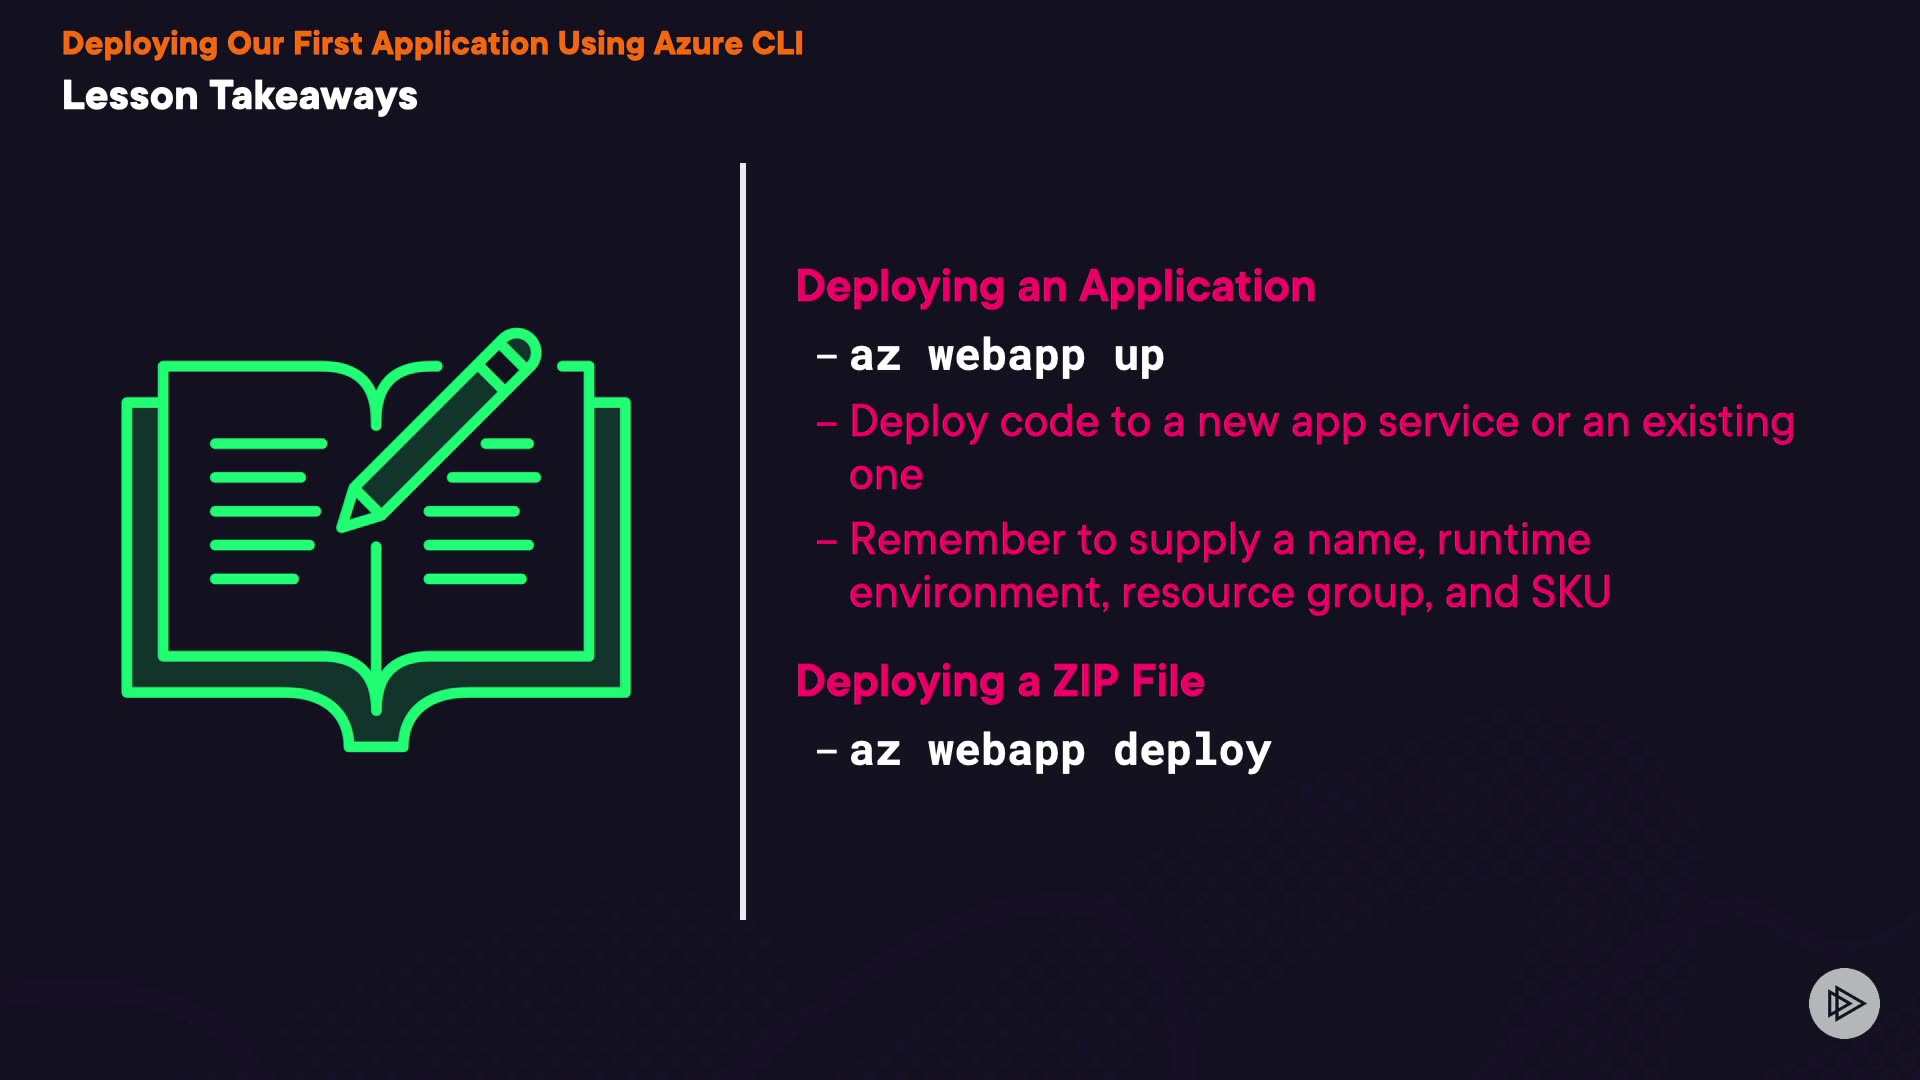 Deploying Our First Application Using Azure CLI
Lesson Takeaways
Deploying an Application
– az webapp up
– Deploy code to a new app service or an existing
one
– Remember to supply a name, runtime
environment, resource group, and SKU
Deploying a ZIP File
– az webapp deploy